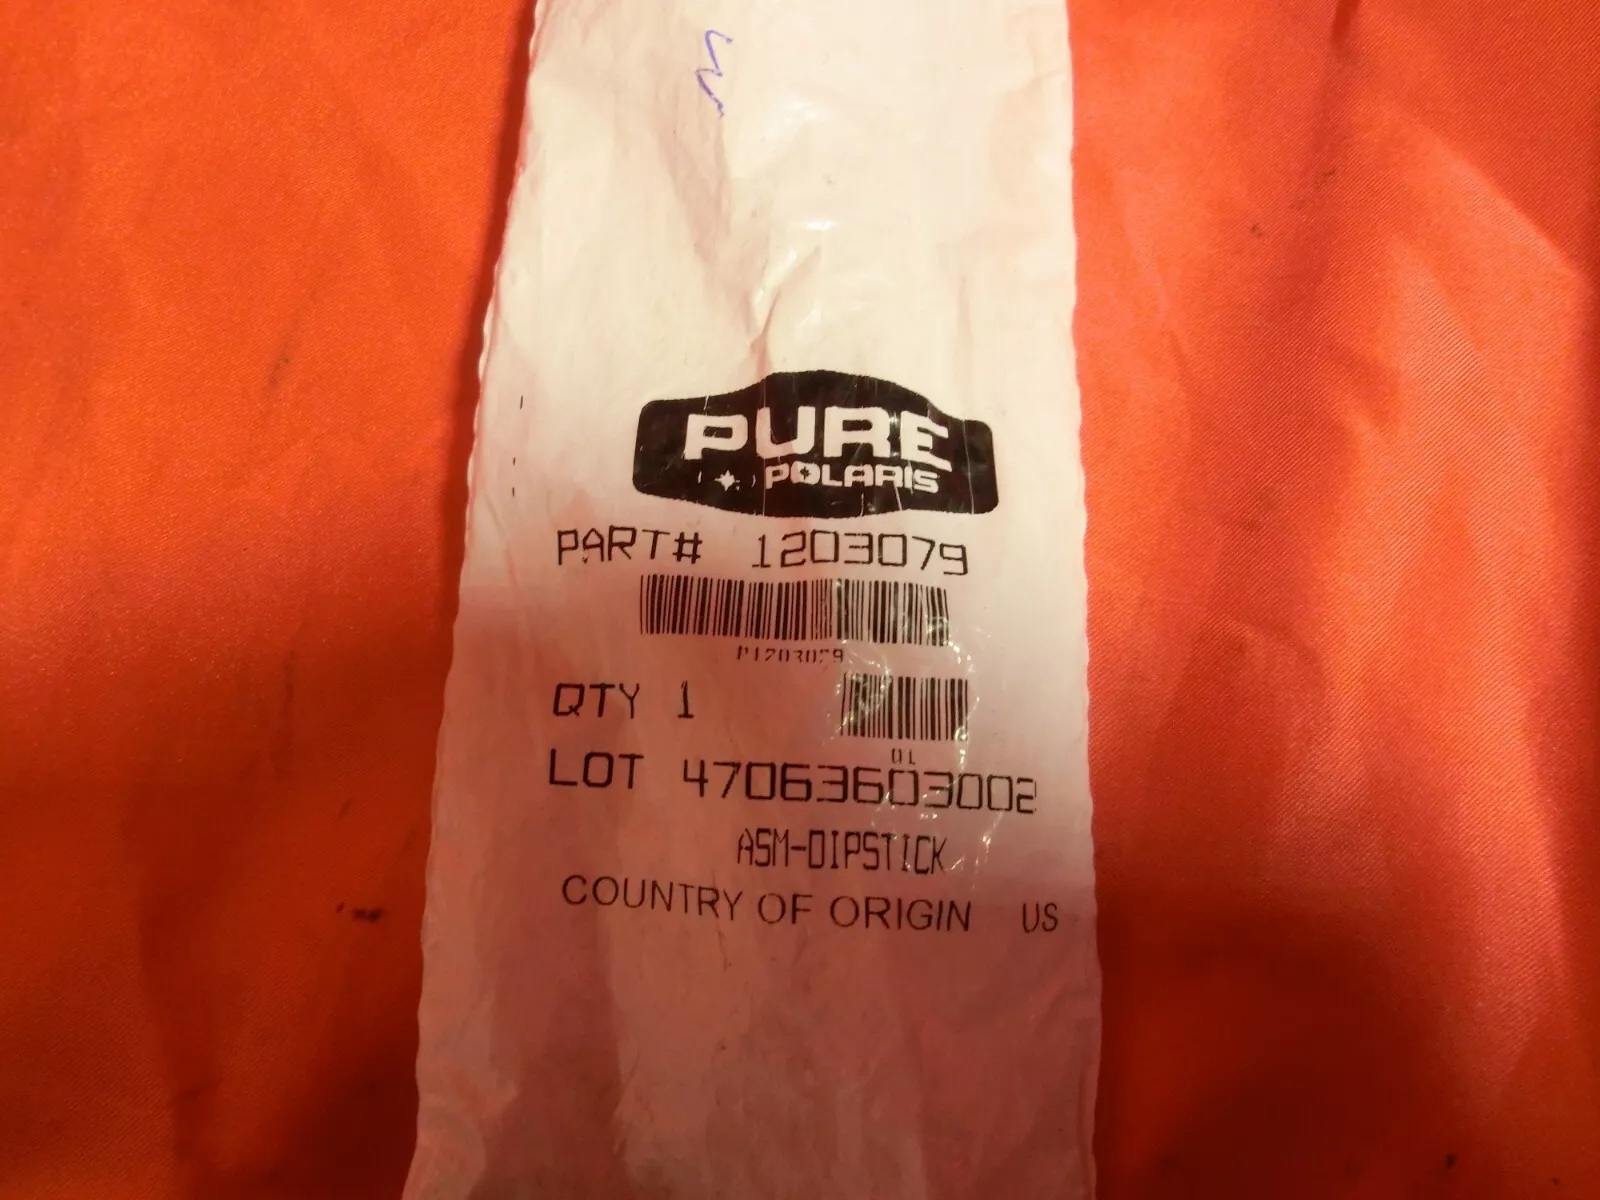 PURE
POLARIS
PART# 1203079
P1203079
QTY 1
01
LOT 47063603002
ASM-DIPSTICK
COUNTRY OF ORIGIN US